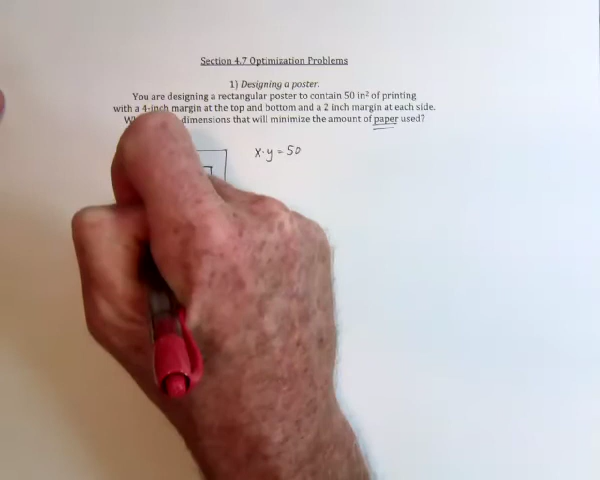 Section 4.7 Optimization Problems
1) Designing a poster.
You are designing a rectangular poster to contain 50 in² of printing
with a 4-inch margin at the top and bottom and a 2 inch margin at each side.
dimensions that will minimize the amount of paper used?
x·y = 50